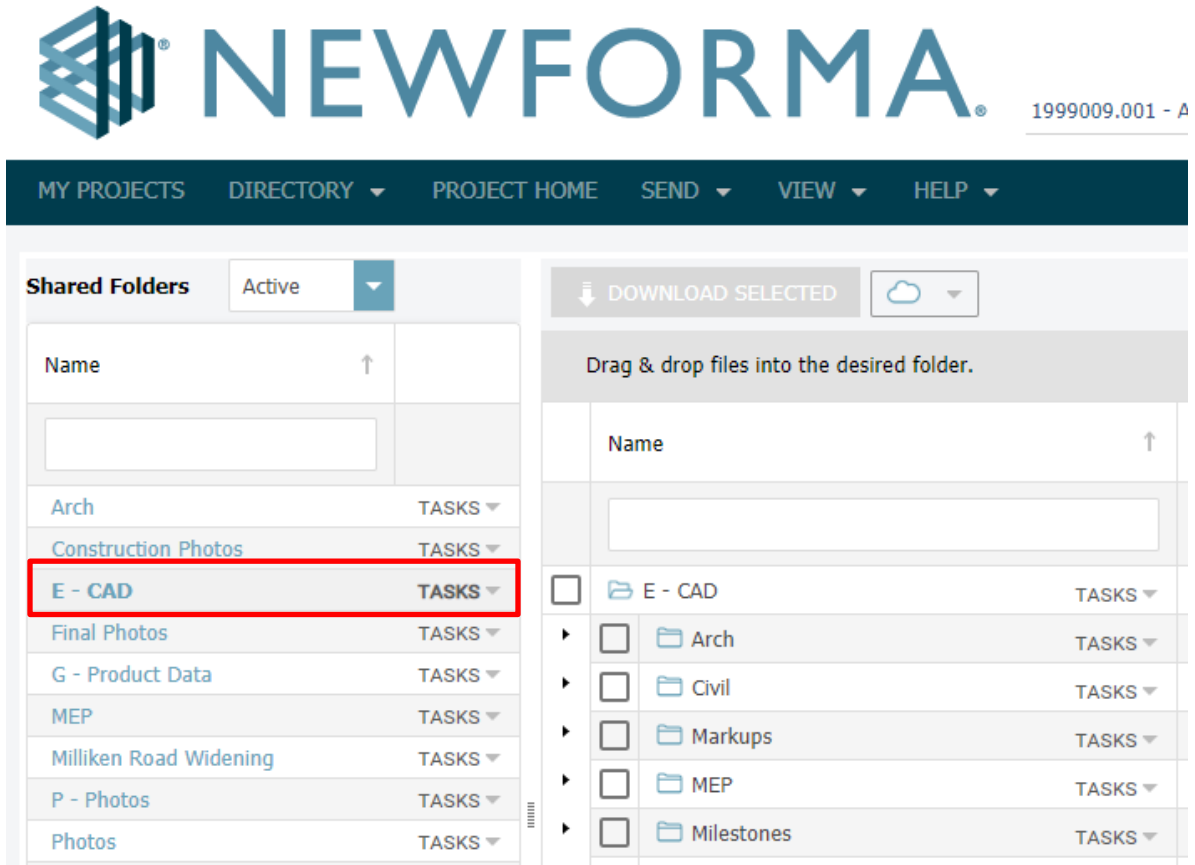 NEWFORMA.®
1999009.001 - A
MY PROJECTS DIRECTORY PROJECT HOME SEND VIEW HELP
Shared Folders Active
DOWNLOAD SELECTED
Name
Drag & drop files into the desired folder.
Name
Arch TASKS
Construction Photos TASKS
E - CAD TASKS
Final Photos TASKS
G - Product Data TASKS
MEP TASKS
Milliken Road Widening TASKS
P - Photos TASKS
Photos TASKS
E - CAD TASKS
Arch TASKS
Civil TASKS
Markups TASKS
MEP TASKS
Milestones TASKS